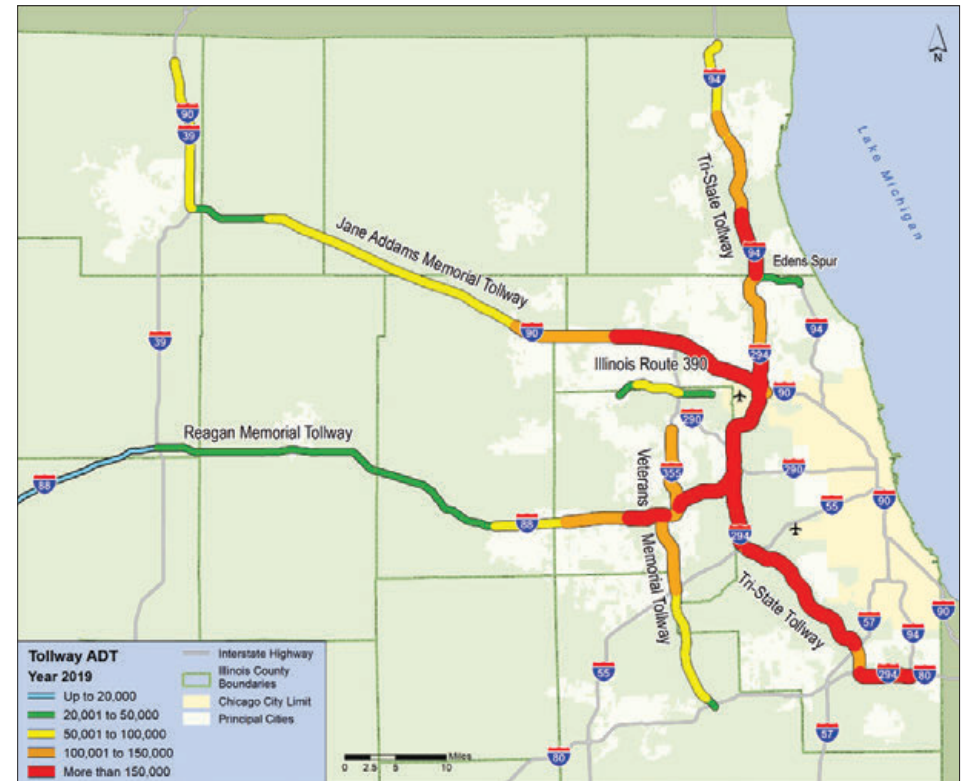 N
94
90
39
Lake Michigan
Tri-State Tollway
Jane Addams Memorial Tollway
94
Edens Spur
90
94
39
294
Illinois Route 390
90
290
Reagan Memorial Tollway
Veterans
Memorial Tollway
355
290
88
90
55
88
294
Tri-State Tollway
57
90
94
55
294
80
57
80
Tollway ADT
Year 2019
Up to 20,000
20,001 to 50,000
50,001 to 100,000
100,001 to 150,000
More than 150,000
Interstate Highway
Illinois County
Boundaries
Chicago City Limit
Principal Cities
Miles
0 2.5 5 10